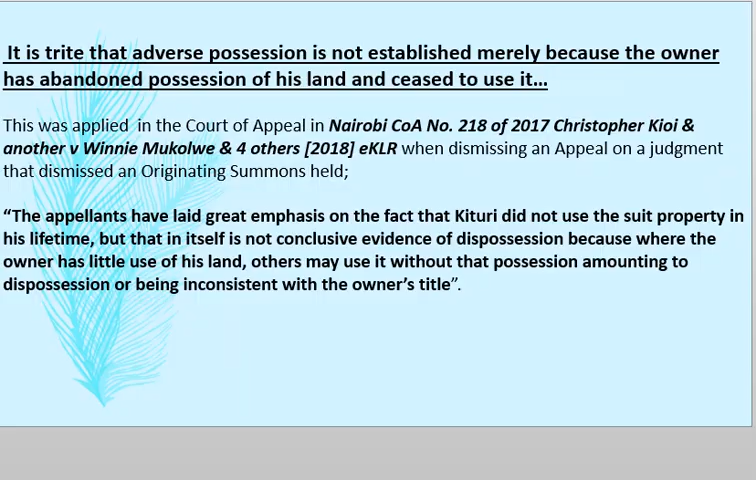 It is trite that adverse possession is not established merely because the owner
has abandoned possession of his land and ceased to use it...
This was applied in the Court of Appeal in Nairobi CoA No. 218 of 2017 Christopher Kioi &
another v Winnie Mukolwe & 4 others [2018] eKLR when dismissing an Appeal on a judgment
that dismissed an Originating Summons held;
“The appellants have laid great emphasis on the fact that Kituri did not use the suit property in
his lifetime, but that in itself is not conclusive evidence of dispossession because where the
owner has little use of his land, others may use it without that possession amounting to
dispossession or being inconsistent with the owner’s title”.